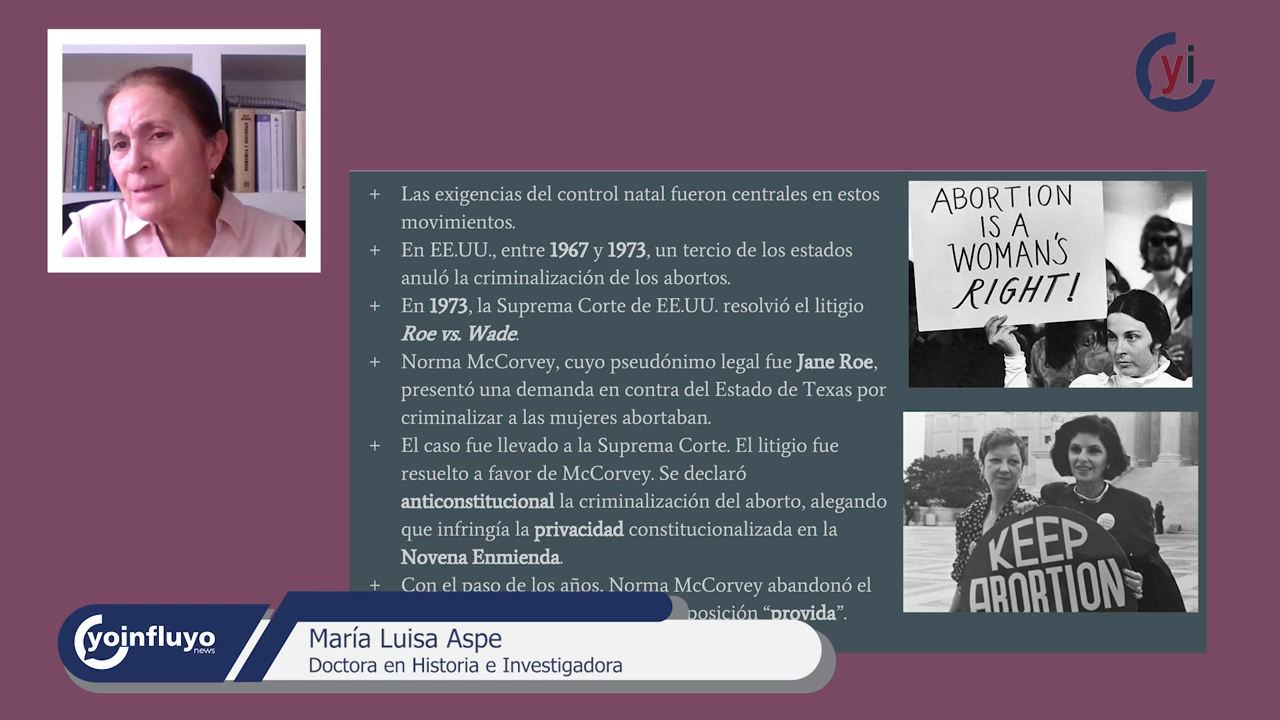 yi
+ Las exigencias del control natal fueron centrales en estos
movimientos.
+ En EE.UU., entre 1967 y 1973, un tercio de los estados
anuló la criminalización de los abortos.
+ En 1973, la Suprema Corte de EE.UU. resolvió el litigio
Roe vs. Wade.
+ Norma McCorvey, cuyo pseudónimo legal fue Jane Roe,
presentó una demanda en contra del Estado de Texas por
criminalizar a las mujeres abortaban.
+ El caso fue llevado a la Suprema Corte. El litigio fue
resuelto a favor de McCorvey. Se declaró
anticonstitucional la criminalización del aborto, alegando
que infringía la privacidad constitucionalizada en la
Novena Enmienda.
+ Con el paso de los años, Norma McCorvey abandonó el
posición “provida”.
ABORTION
IS A
WOMAN'S
RIGHT!
KEEP
ABORTION
yoinfluyo
news
María Luisa Aspe
Doctora en Historia e Investigadora